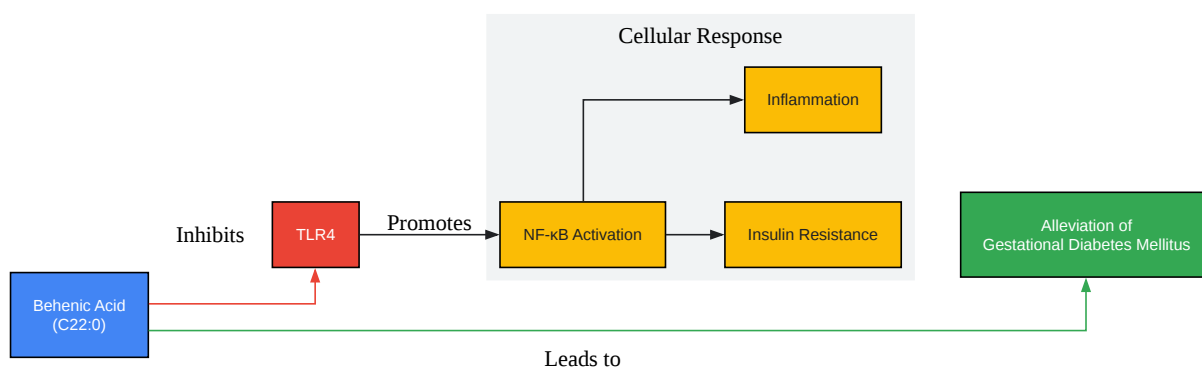 Cellular Response
Inflammation
Inhibits
TLR4
Promotes
NF-κB Activation
Insulin Resistance
Alleviation of
Gestational Diabetes Mellitus
Behenic Acid
(C22:0)
Leads to